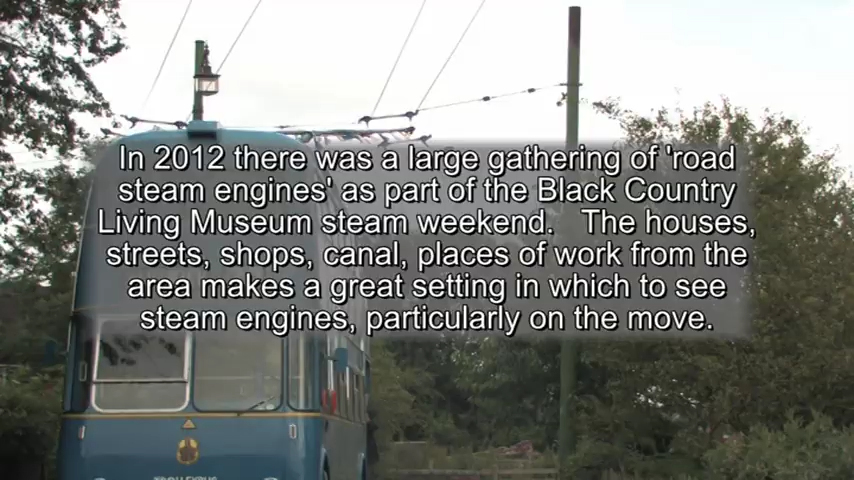 In 2012 there was a large gathering of 'road
steam engines' as part of the Black Country
Living Museum steam weekend. The houses,
streets, shops, canal, places of work from the
area makes a great setting in which to see
steam engines, particularly on the move.
TROLLEYBUS